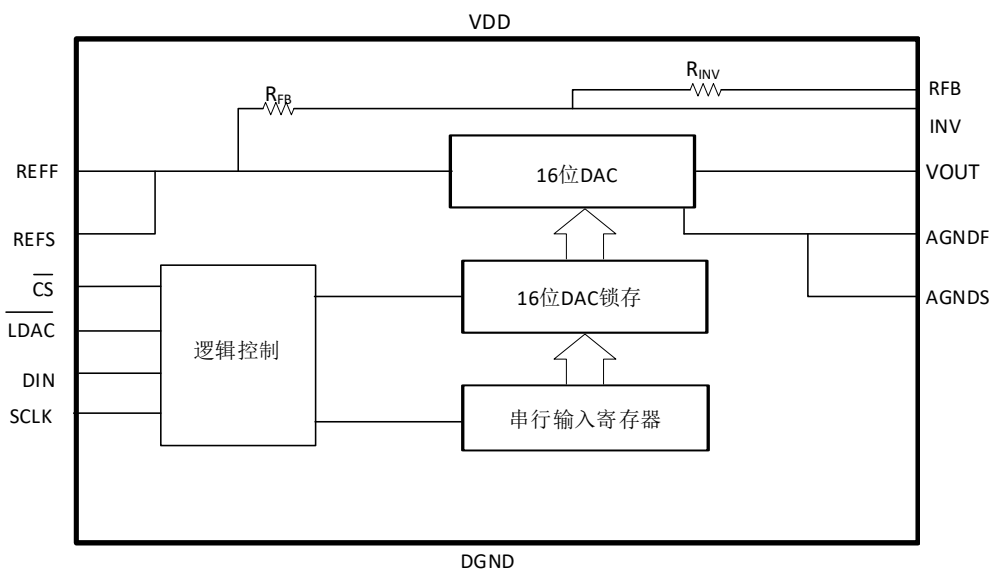 VDD
RINV
RFB
RFB
INV
REFF
16位DAC
VOUT
REFS
AGNDF
CS
16位DAC锁存
AGNDS
LDAC
逻辑控制
DIN
SCLK
串行输入寄存器
DGND